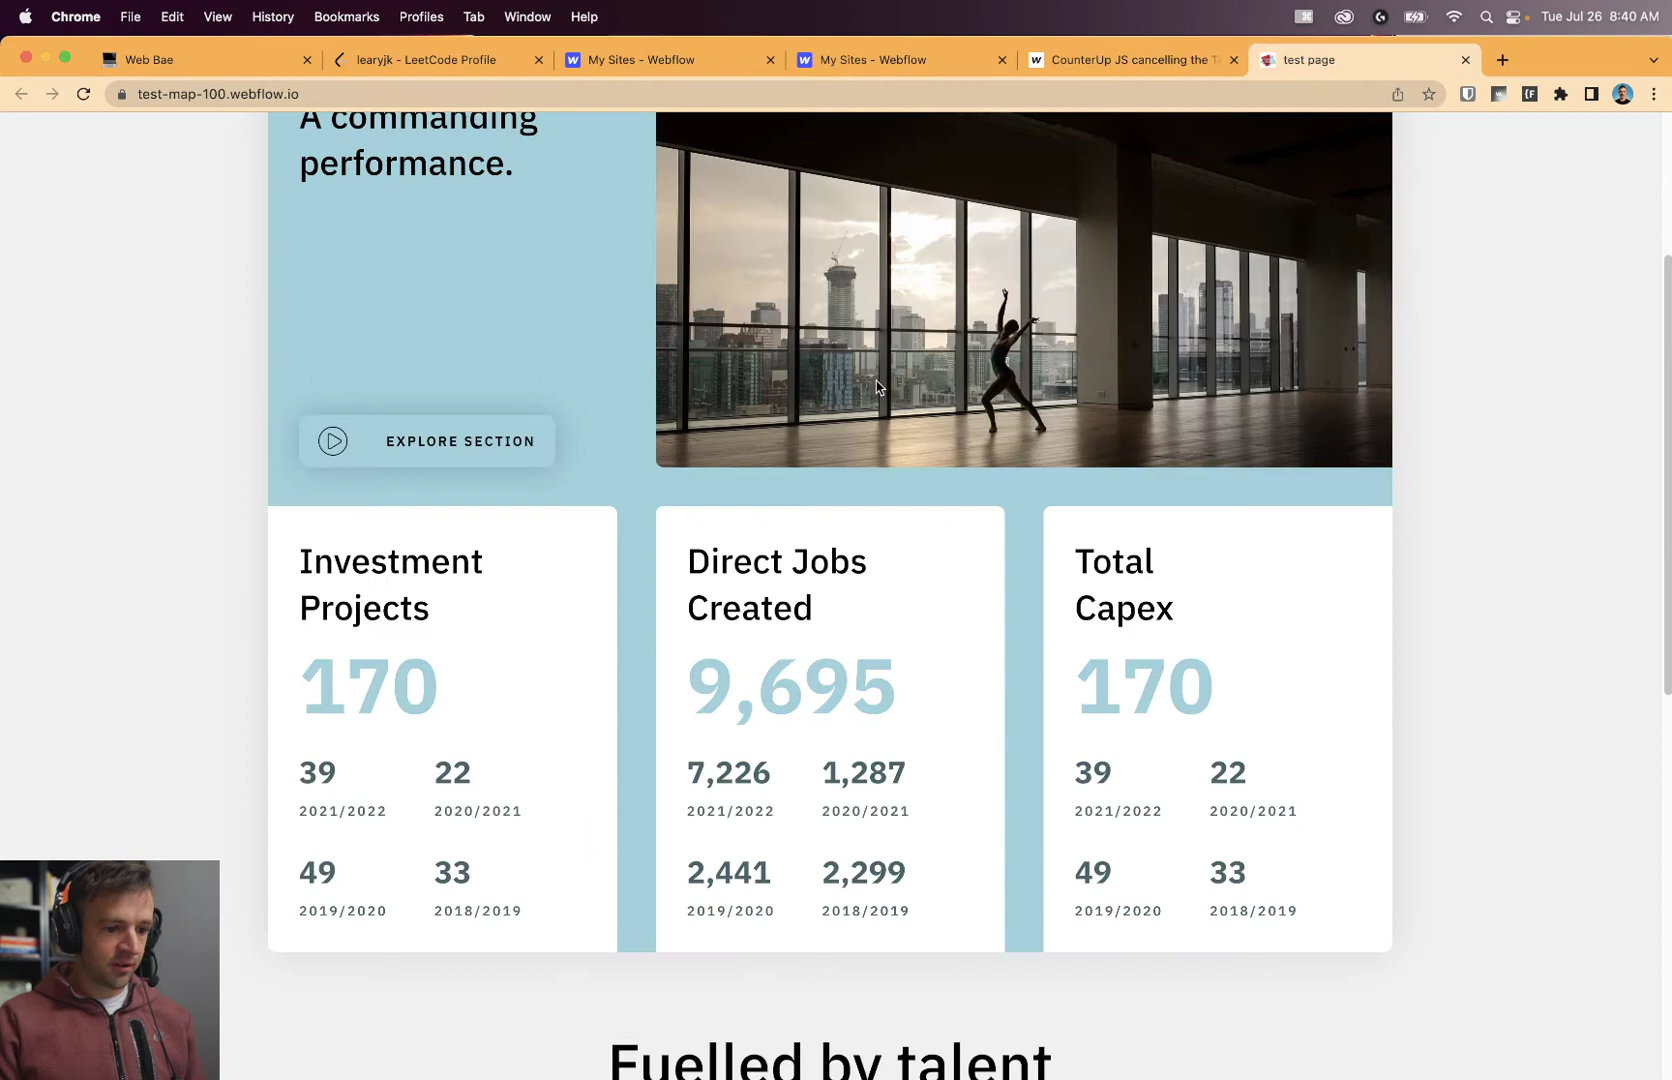 Chrome File Edit View History Bookmarks Profiles Tab Window Help Tue Jul 26 8:40 AM
Web Bae learyjk - LeetCode Profile My Sites - Webflow My Sites - Webflow CounterUp JS cancelling the test page
test-map-100.webflow.io
A commanding
performance.
EXPLORE SECTION
Investment
Projects
170
39 22
2021/2022 2020/2021
49 33
2019/2020 2018/2019
Direct Jobs
Created
9,695
7,226 1,287
2021/2022 2020/2021
2,441 2,299
2019/2020 2018/2019
Total
Capex
170
39 22
2021/2022 2020/2021
49 33
2019/2020 2018/2019
Fuelled by talent